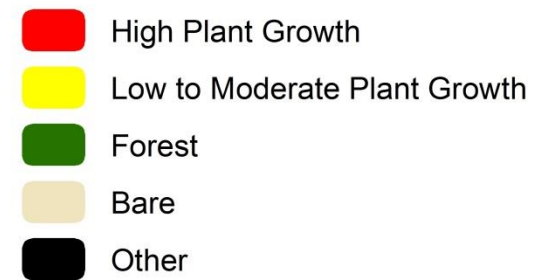 High Plant Growth
Low to Moderate Plant Growth
Forest
Bare
Other